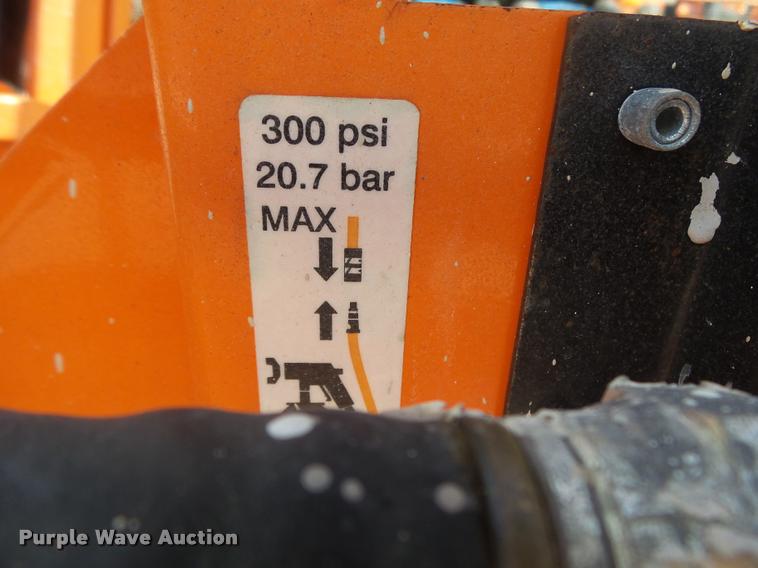 300 psi
20.7 bar
MAX
Purple Wave Auction